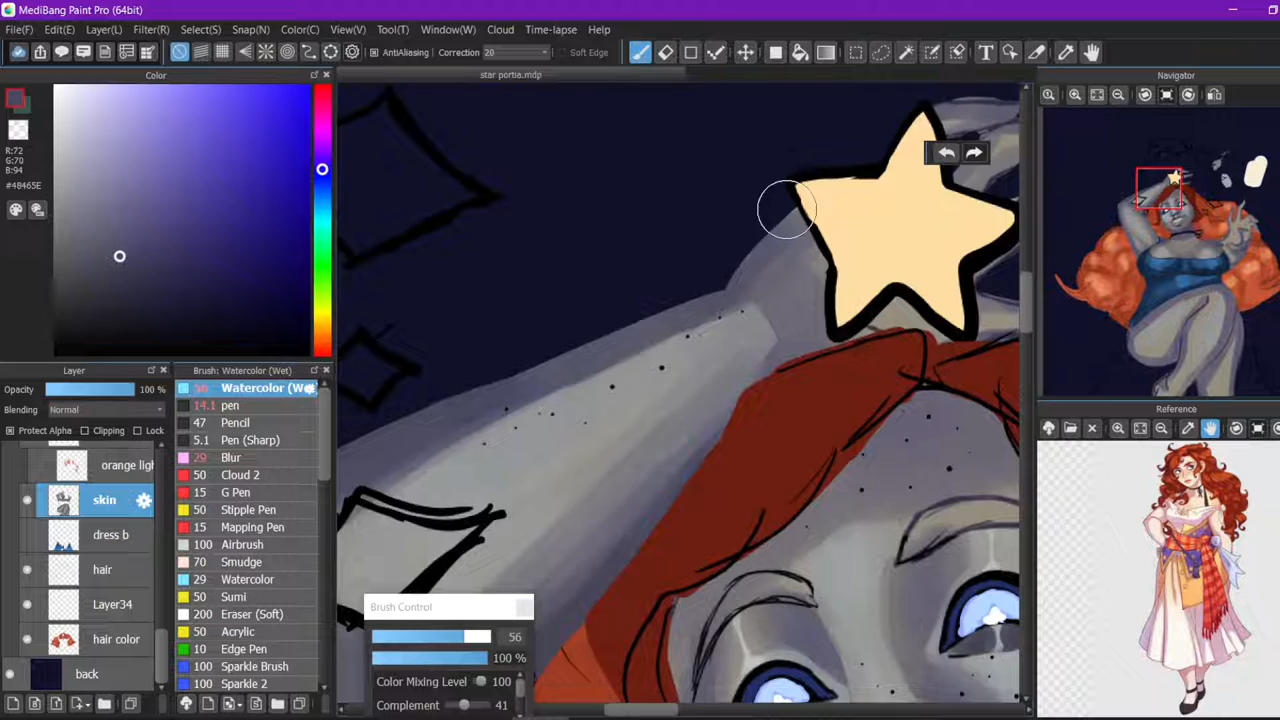 MediBang Paint Pro (64bit)
File(F) Edit(E) Layer(L) Filter(R) Select(S) Snap(N) Color(C) View(V) Tool(T) Window(W) Cloud Time-lapse Help(H)
AntiAliasing Correction 20 Soft Edge
Color
star portia.mdp
Navigator
R:72
G:70
B:94
#48465E
Layer
Brush: Watercolor (Wet)
Opacity 100 %
Blending Normal
Protect Alpha Clipping Lock
orange ligh
skin
dress b
hair
Layer34
hair color
back
Watercolor (We
14.1 pen
47 Pencil
5.1 Pen (Sharp)
29 Blur
50 Cloud 2
15 G Pen
50 Stipple Pen
15 Mapping Pen
100 Airbrush
70 Smudge
29 Watercolor
50 Sumi
200 Eraser (Soft)
50 Acrylic
10 Edge Pen
100 Sparkle Brush
100 Sparkle 2
Brush Control
56
100 %
Color Mixing Level 100
Complement 41
Reference